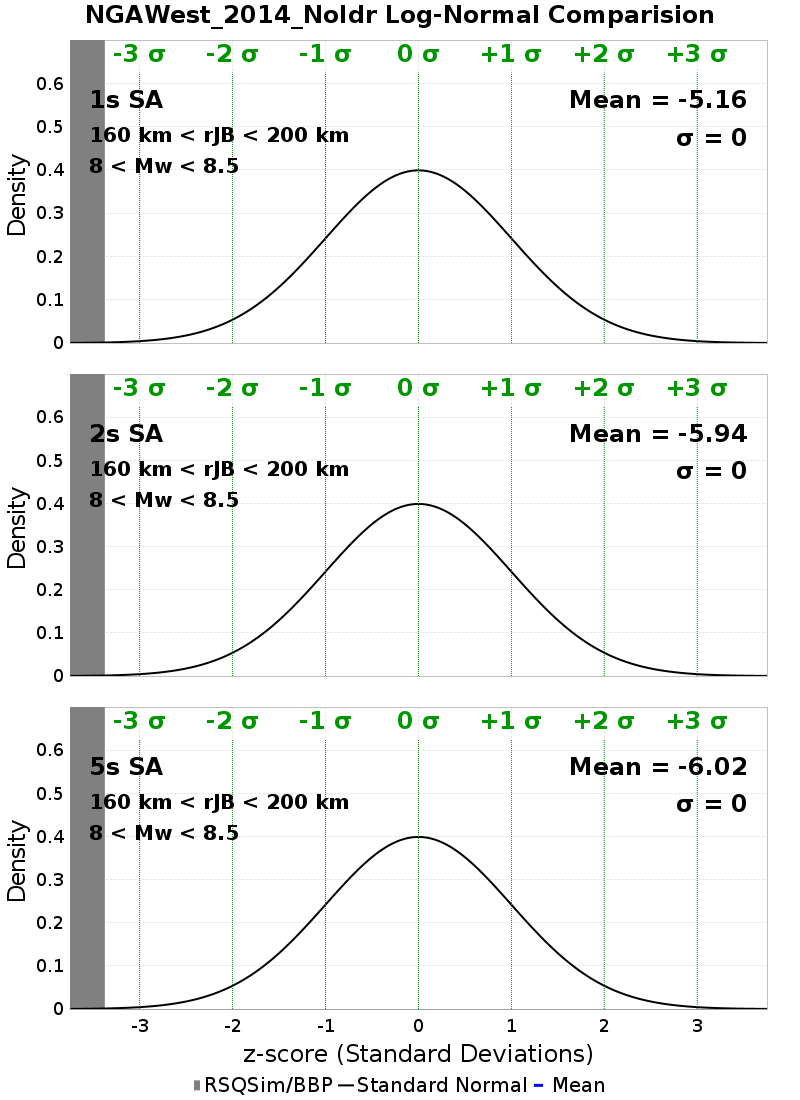 NGAWest_2014_NoIdr Log-Normal Comparision
-3 σ -2 σ -1 σ 0 σ +1 σ +2 σ +3 σ
1s SA
Mean = -5.16
160 km < rJB < 200 km
σ = 0
8 < Mw < 8.5
Density
0.6
0.5
0.4
0.3
0.2
0.1
0
-3 σ -2 σ -1 σ 0 σ +1 σ +2 σ +3 σ
2s SA
Mean = -5.94
160 km < rJB < 200 km
σ = 0
8 < Mw < 8.5
Density
0.6
0.5
0.4
0.3
0.2
0.1
0
-3 σ -2 σ -1 σ 0 σ +1 σ +2 σ +3 σ
5s SA
Mean = -6.02
160 km < rJB < 200 km
σ = 0
8 < Mw < 8.5
Density
0.6
0.5
0.4
0.3
0.2
0.1
0
-3 -2 -1 0 1 2 3
z-score (Standard Deviations)
RSQSim/BBP Standard Normal Mean